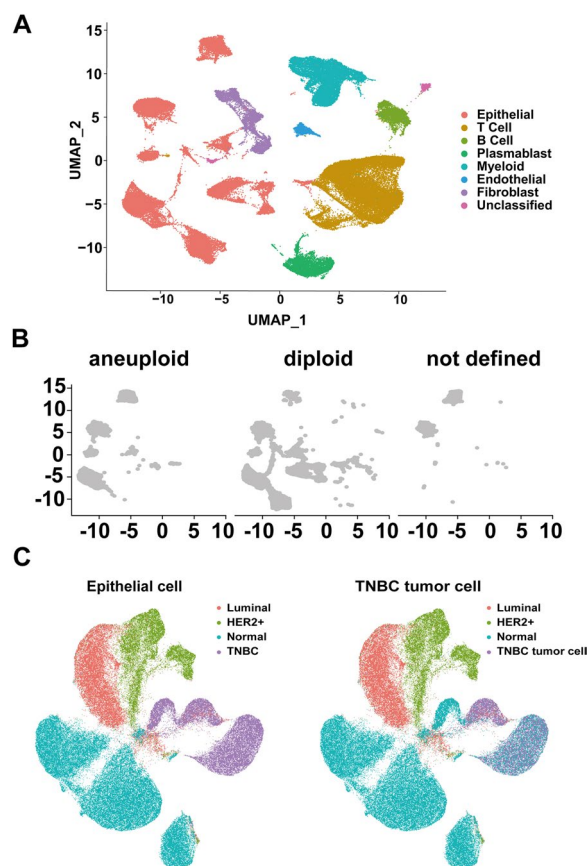 A
15
10
5
0
−5
−10
UMAP_2
−10
−5
0
5
10
UMAP_1
Epithelial
T Cell
B Cell
Plasmablast
Myeloid
Endothelial
Fibroblast
Unclassified
B
aneuploid
diploid
not defined
15
10
5
0
-5
-10
-10 -5 0 5 10
-10 -5 0 5 10
-10 -5 0 5 10
C
Epithelial cell
Luminal
HER2+
Normal
TNBC
TNBC tumor cell
Luminal
HER2+
Normal
TNBC tumor cell